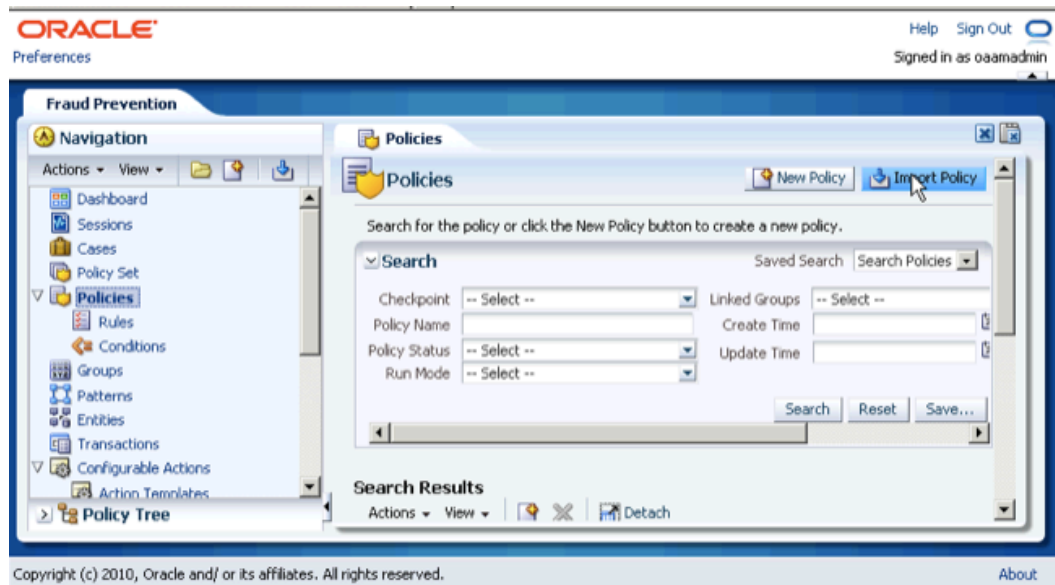 ORACLE
Help Sign Out
Preferences
Signed in as oaamadmin
Fraud Prevention
Navigation
Actions View
Dashboard
Sessions
Cases
Policy Set
Policies
Rules
Conditions
Groups
Patterns
Entities
Transactions
Configurable Actions
Action Templates
Policy Tree
Policies
Policies
New Policy
Import Policy
Search for the policy or click the New Policy button to create a new policy.
Search
Saved Search Search Policies
Checkpoint -- Select --
Linked Groups -- Select --
Policy Name
Create Time
Policy Status -- Select --
Update Time
Run Mode -- Select --
Search Reset Save...
Search Results
Actions View Detach
Copyright (c) 2010, Oracle and/ or its affiliates. All rights reserved.
About